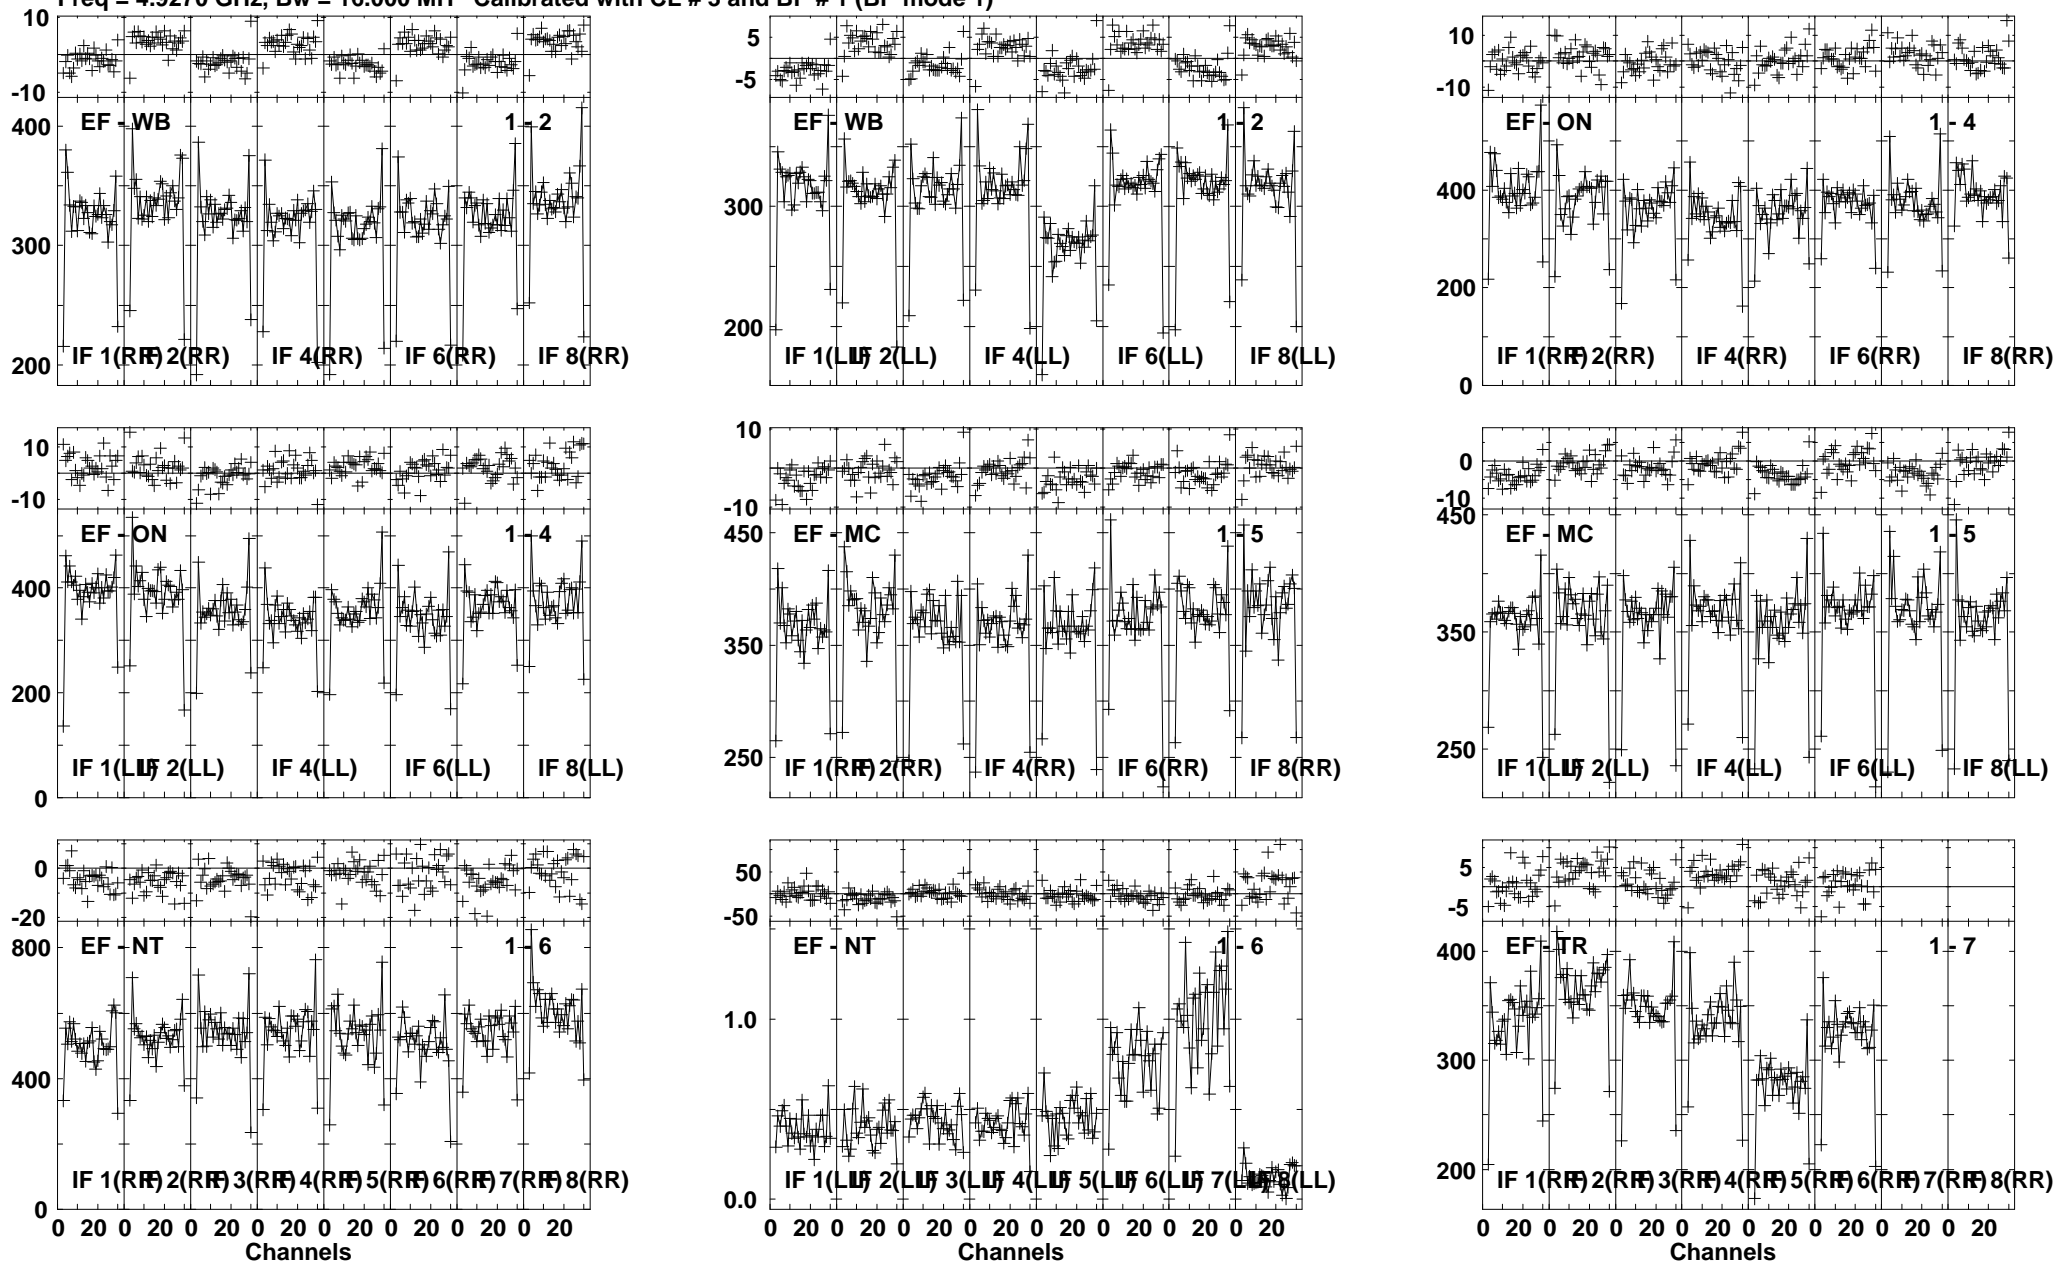 Calibrated with CL # 3 and BP # 1 (BP mode 1)
10
-10
400
300
200
EF - WB
1 - 2
IF 1(RR)
IF 2(RR)
IF 4(RR)
IF 6(RR)
IF 8(RR)
5
-5
300
200
EF - WB
1 - 2
IF 1(LL)
IF 2(LL)
IF 4(LL)
IF 6(LL)
IF 8(LL)
10
-10
400
200
0
EF - ON
1 - 4
IF 1(RR)
IF 2(RR)
IF 4(RR)
IF 6(RR)
IF 8(RR)
10
-10
400
200
0
EF - ON
1 - 4
IF 1(LL)
IF 2(LL)
IF 4(LL)
IF 6(LL)
IF 8(LL)
10
0
-10
450
350
250
EF - MC
1 - 5
IF 1(RR)
IF 2(RR)
IF 4(RR)
IF 6(RR)
IF 8(RR)
0
-10
450
350
250
EF - MC
1 - 5
IF 1(LL)
IF 2(LL)
IF 4(LL)
IF 6(LL)
IF 8(LL)
0
-20
800
400
0
EF - NT
1 - 6
IF 1(RR)
IF 2(RR)
IF 3(RR)
IF 4(RR)
IF 5(RR)
IF 6(RR)
IF 7(RR)
IF 8(RR)
0 20 0 20 0 20 0 20 0 20 0 20 0 20 0 20
Channels
50
-50
1.0
0.0
EF - NT
1 - 6
IF 1(LL)
IF 2(LL)
IF 3(LL)
IF 4(LL)
IF 5(LL)
IF 6(LL)
IF 7(LL)
IF 8(LL)
0 20 0 20 0 20 0 20 0 20 0 20 0 20 0 20
Channels
5
-5
400
300
200
EF - TR
1 - 7
IF 1(RR)
IF 2(RR)
IF 3(RR)
IF 4(RR)
IF 5(RR)
IF 6(RR)
IF 7(RR)
IF 8(RR)
0 20 0 20 0 20 0 20 0 20 0 20 0 20 0 20
Channels